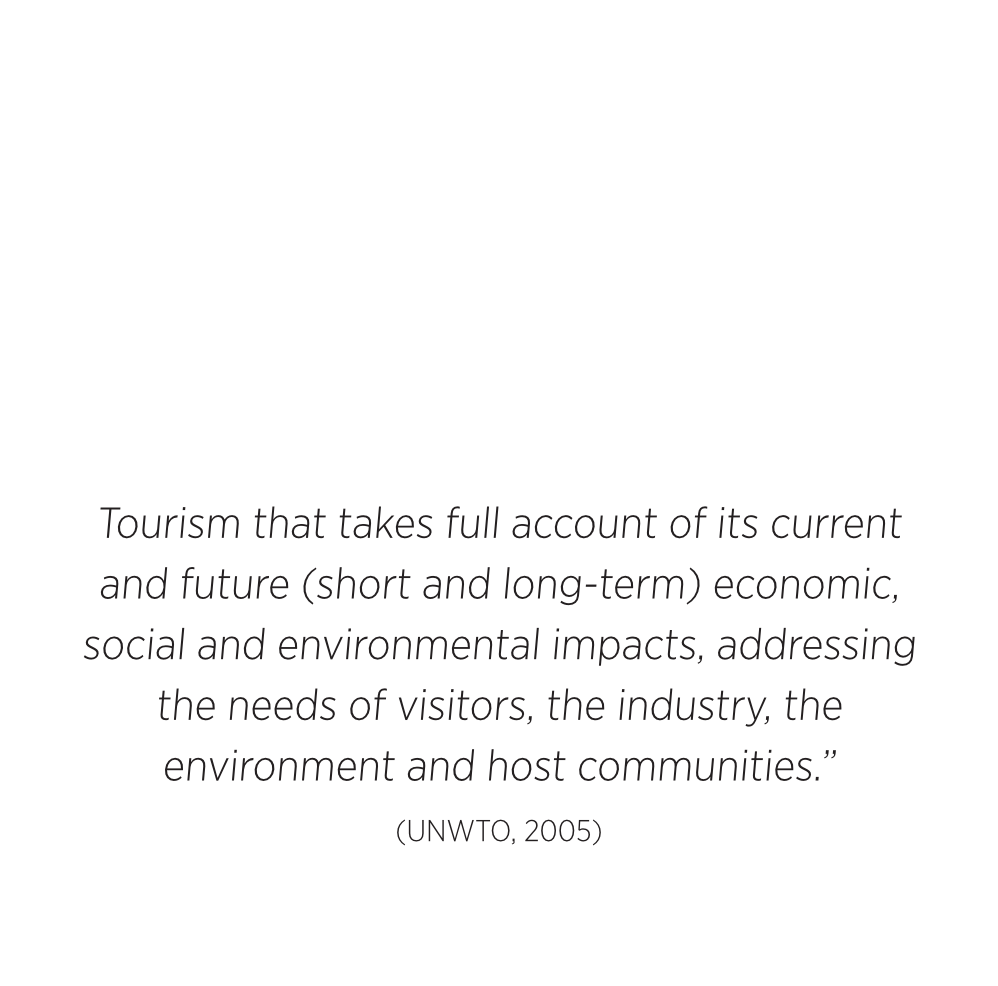 Tourism that takes full account of its current
and future (short and long-term) economic,
social and environmental impacts, addressing
the needs of visitors, the industry, the
environment and host communities.”
(UNWTO, 2005)